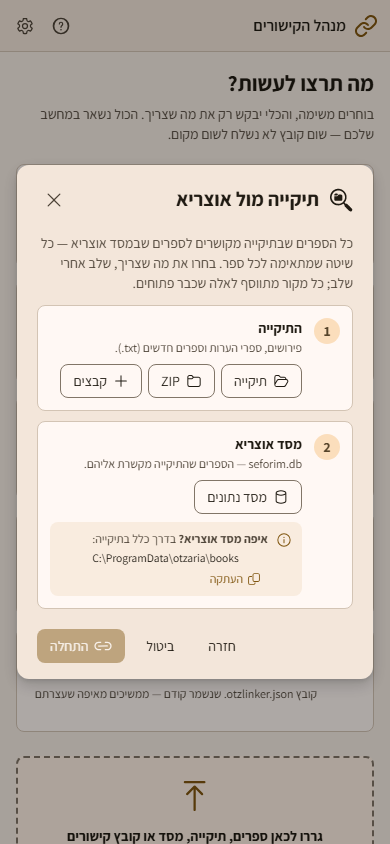 מנהל הקישורים
מה תרצו לעשות?
בוחרים משימה, והכלי יבקש רק את מה שצריך. הכול נשאר במחשב
שלכם — שום קובץ לא נשלח לשום מקום.
תיקייה מול אוצריא
כל הספרים שבתיקייה מקושרים לספרים שבמסד אוצריא — כל
שיטה שמתאימה לכל ספר. בחרו את מה שצריך, שלב אחרי
שלב; כל מקור מתווסף לאלה שכבר פתוחים.
1
התיקייה
פירושים, ספרי הערות וספרים חדשים (txt.).
תיקייה
ZIP
קבצים
2
מסד אוצריא
seforim.db — הספרים שהתיקייה מקשרת אליהם.
מסד נתונים
איפה מסד אוצריא? בדרך כלל בתיקייה:
C:\ProgramData\otzaria\books
העתקה
חזרה
ביטול
התחלה
קובץ otzlinker.json. שנשמר קודם — ממשיכים מאיפה שעצרתם
גררו לכאן ספרים, תיקייה, מסד או קובץ קישורים